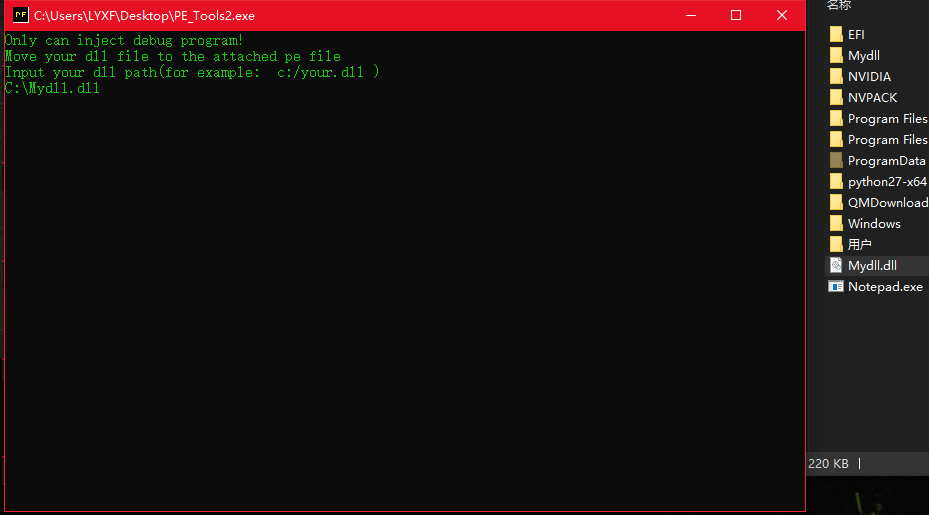 C:\Users\LYXF\Desktop\PE_Tools2.exe
Only can inject debug program!
Move your dll file to the attached pe file
Input your dll path(for example:  c:/your.dll )
C:\Mydll.dll
名称
EFI
Mydll
NVIDIA
NVPACK
Program Files
Program Files
ProgramData
python27-x64
QMDownload
Windows
用户
Mydll.dll
Notepad.exe
220 KB